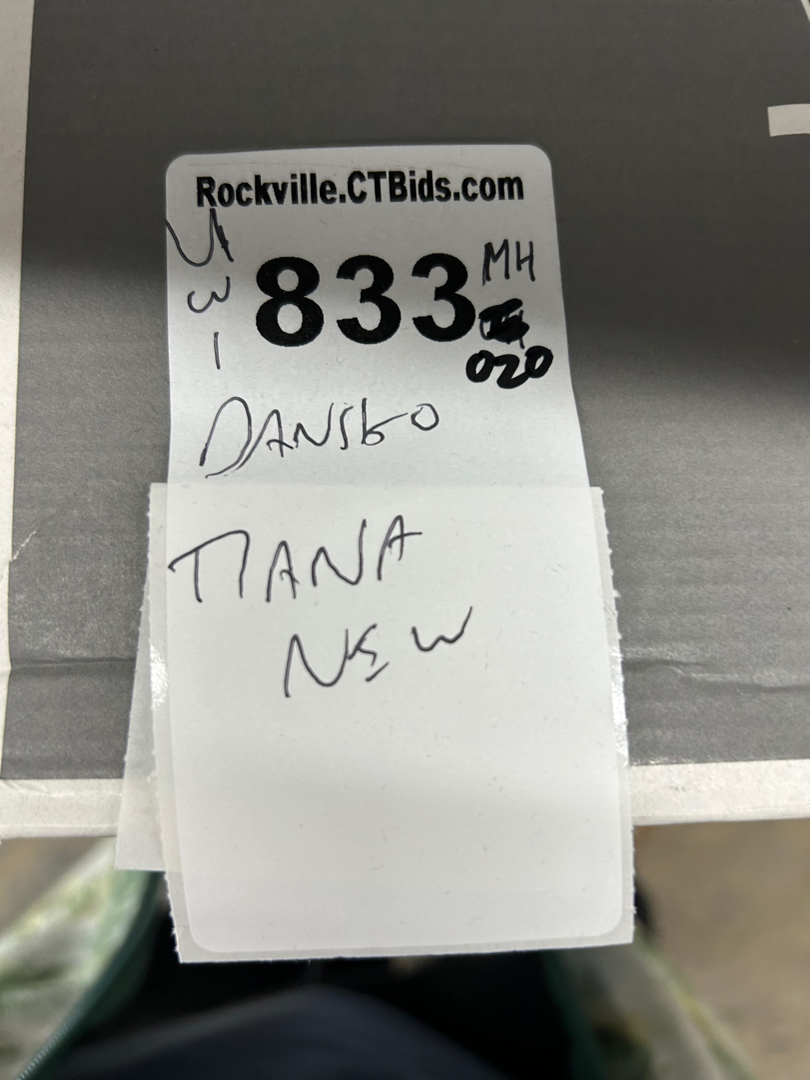 Rockville.CTBids.com
833
MH
020
DANSKO
TIANA
NEW